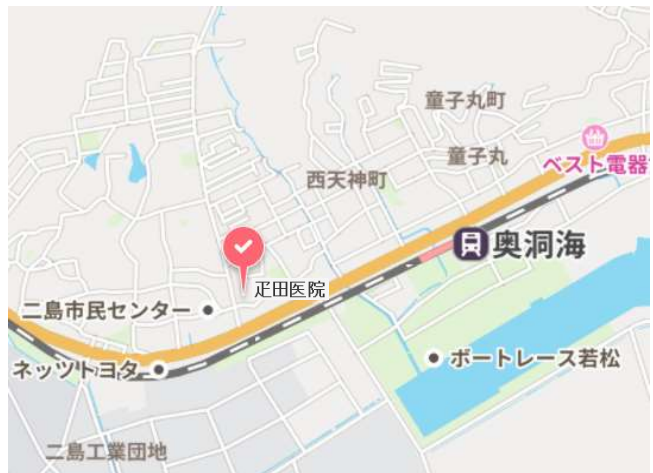 童子丸町
ベスト電器
童子丸
西天神町
奥洞海
疋田医院
二島市民センター
ボートレース若松
ネッツトヨタ
二島工業団地